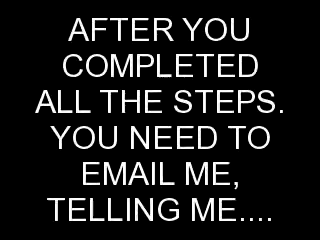 AFTER YOU
COMPLETED
ALL THE STEPS.
YOU NEED TO
EMAIL ME,
TELLING ME....